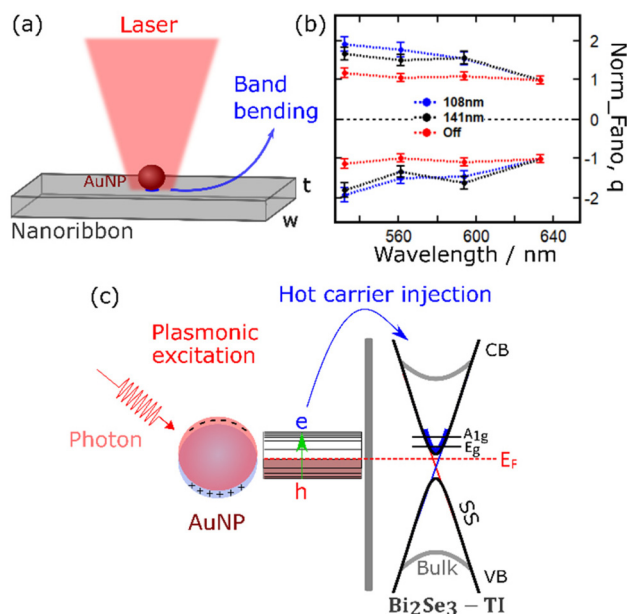 (a)
Laser
Band
bending
AuNP
t
w
Nanoribbon
(b)
2
1
0
-1
-2
Norm_Fano, q
108nm
141nm
Off
560
600
640
Wavelength / nm
(c)
Hot carrier injection
Plasmonic
excitation
Photon
e
h
AuNP
- - - -
+ + + + +
CB
A1g
Eg
EF
SS
Bulk
VB
Bi2Se3 – TI